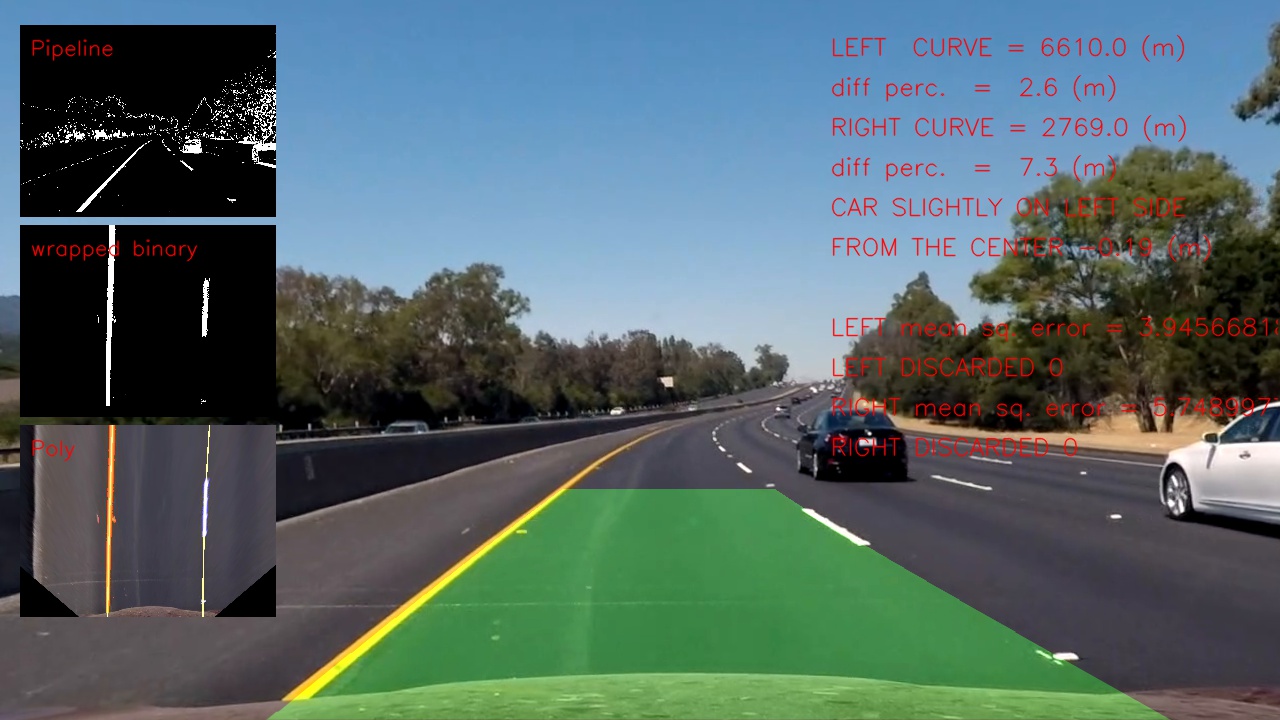 Pipeline
wrapped binary
Poly
LEFT CURVE = 6610.0 (m)
diff perc. = 2.6 (m)
RIGHT CURVE = 2769.0 (m)
diff perc. = 7.3 (m)
CAR SLIGHTLY ON LEFT SIDE
FROM THE CENTER -0.19 (m)
LEFT mean sq. error = 3.9456681
LEFT DISCARDED 0
RIGHT mean sq. error = 5.748997
RIGHT DISCARDED 0